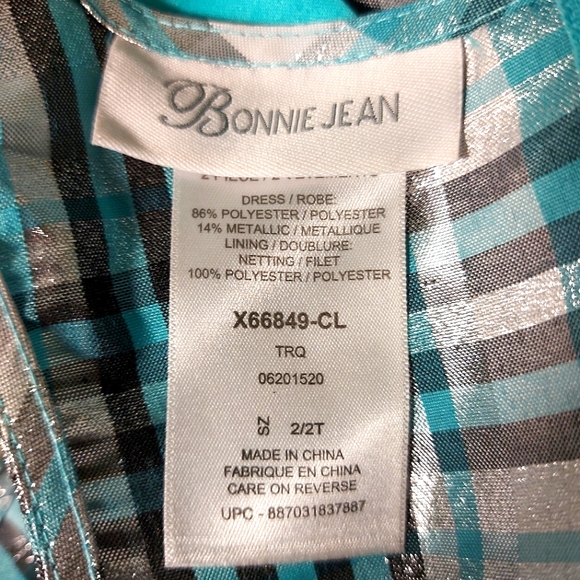 BONNIE JEAN
DRESS / ROBE:
86% POLYESTER / POLYESTER
14% METALLIC / METALLIQUE
LINING / DOUBLURE:
NETTING / FILET
100% POLYESTER / POLYESTER
X66849-CL
TRQ
06201520
SZ 2/2T
MADE IN CHINA
FABRIQUE EN CHINA
CARE ON REVERSE
UPC - 887031837887